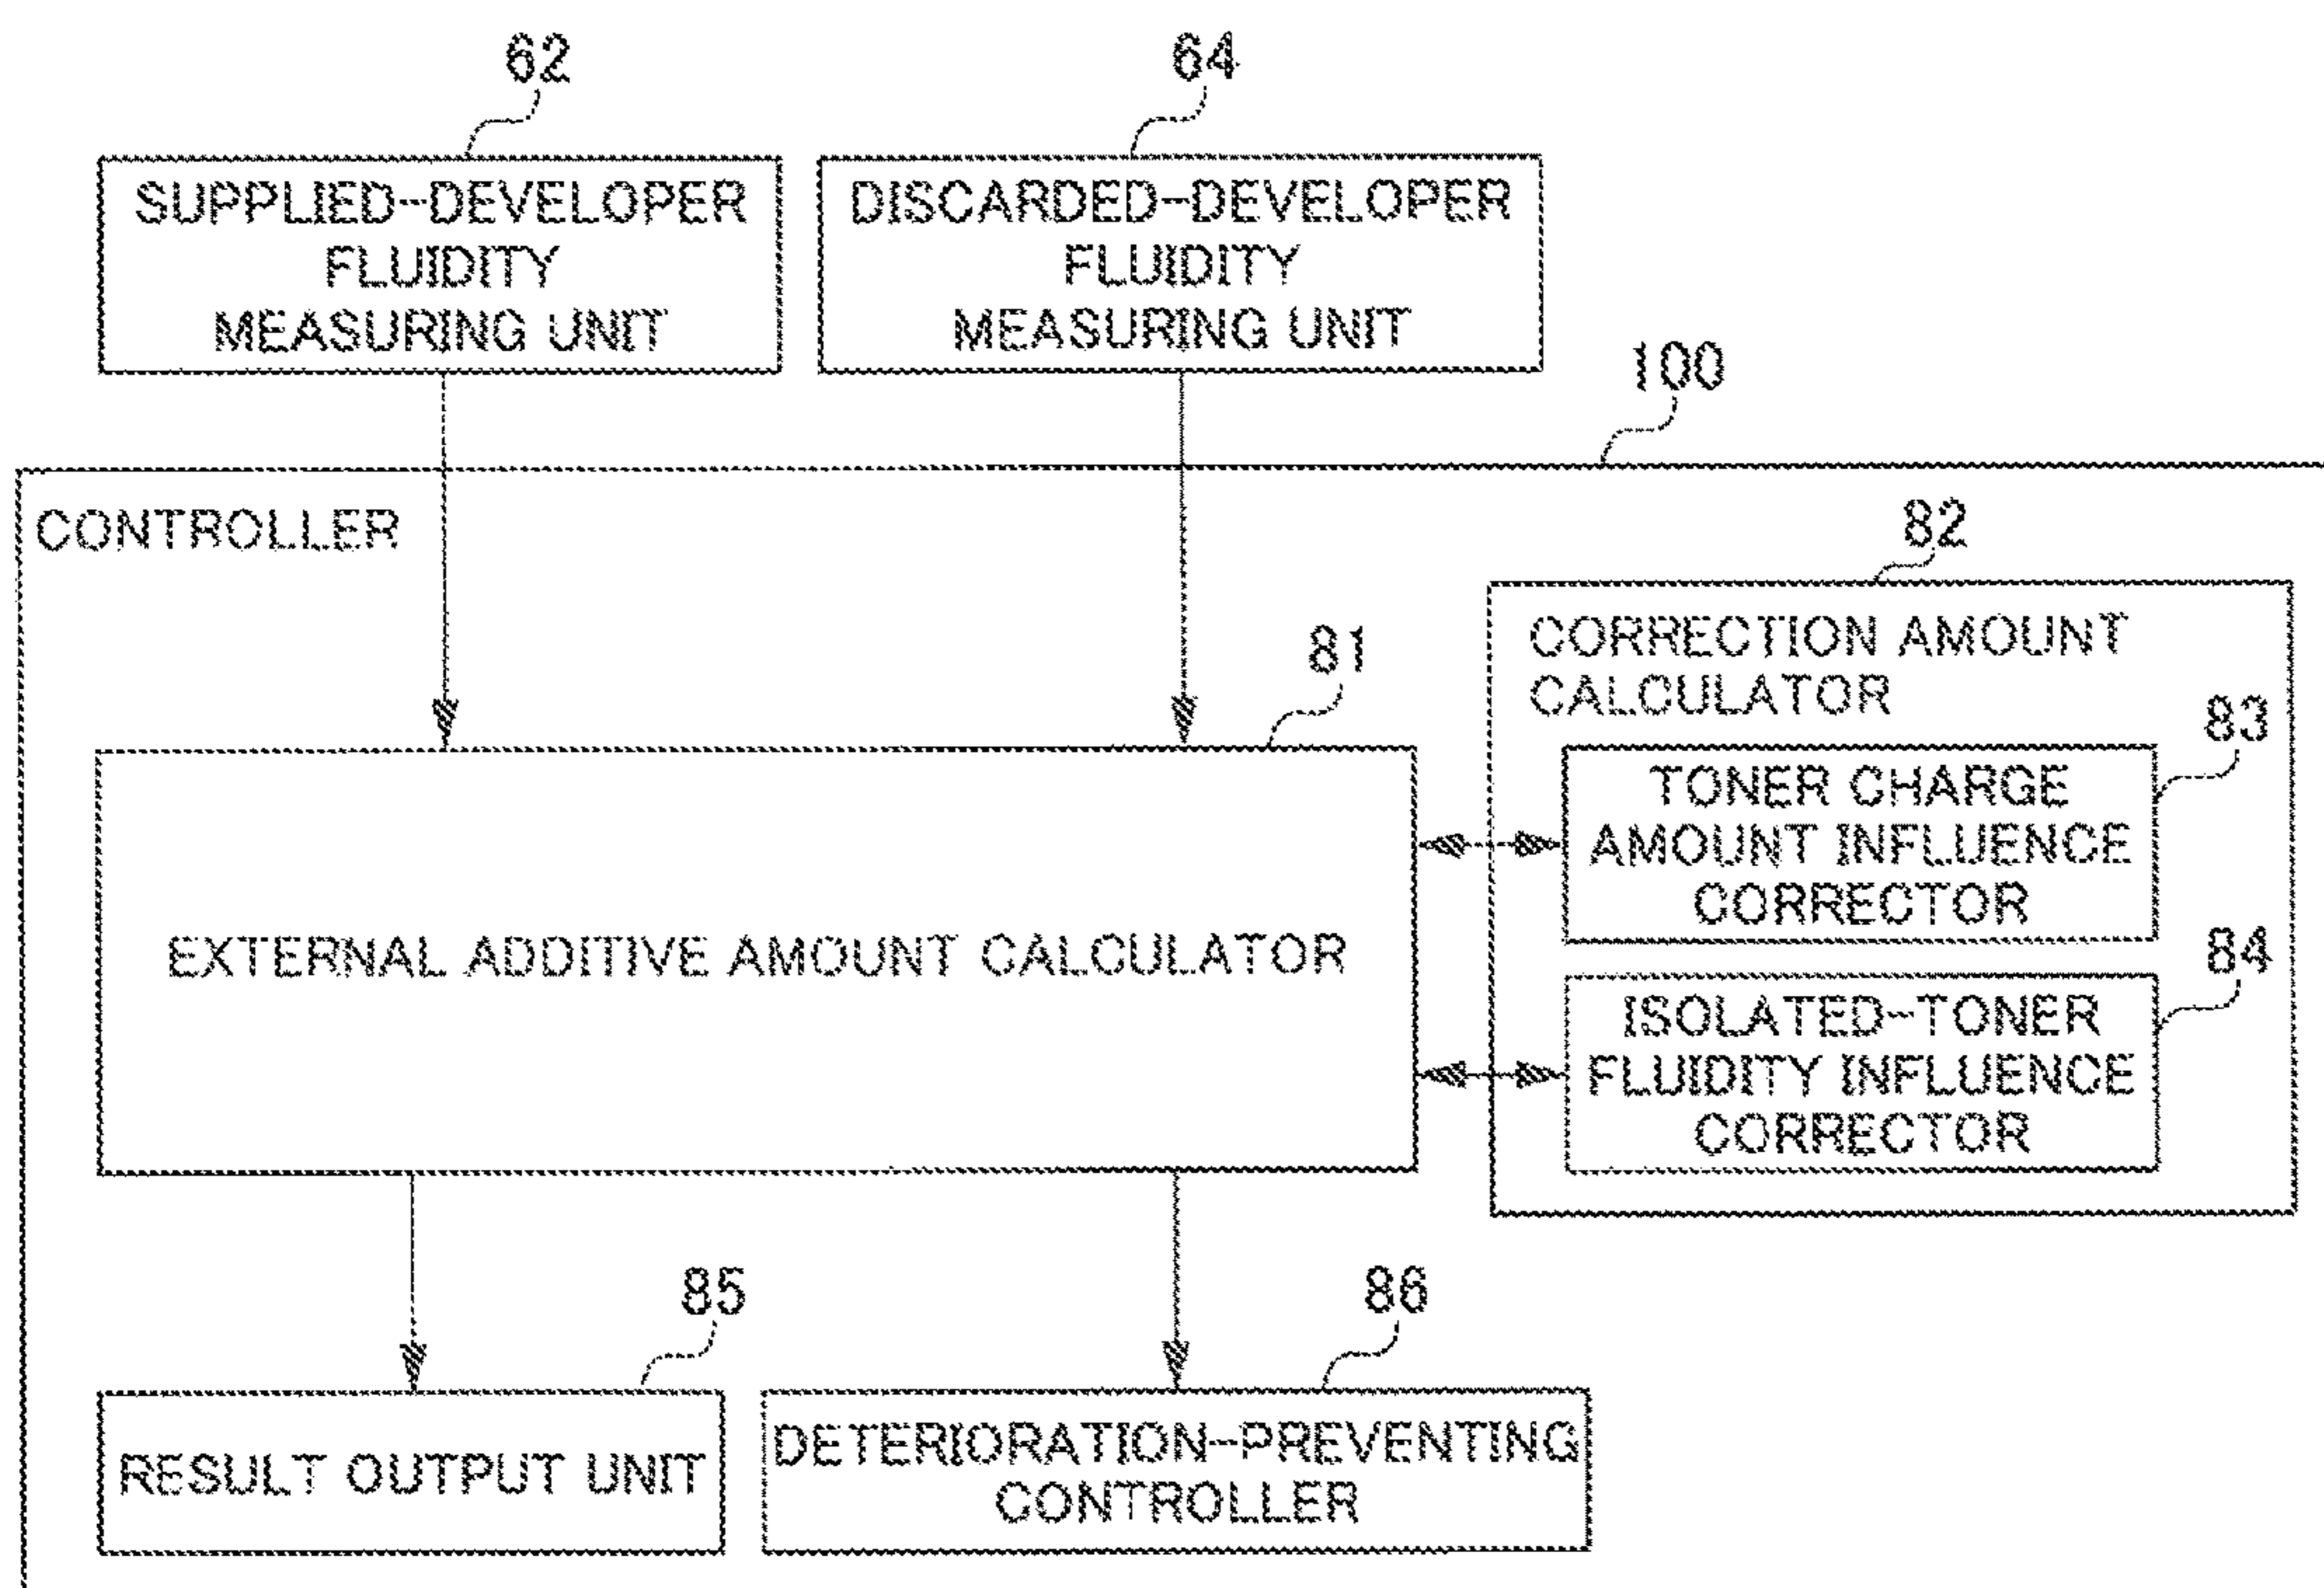 62
64
SUPPLIED-DEVELOPER
FLUIDITY
MEASURING UNIT
DISCARDED-DEVELOPER
FLUIDITY
MEASURING UNIT
100
CONTROLLER
82
81
CORRECTION AMOUNT
CALCULATOR
83
TONER CHARGE
AMOUNT INFLUENCE
CORRECTOR
EXTERNAL ADDITIVE AMOUNT CALCULATOR
84
ISOLATED-TONER
FLUIDITY INFLUENCE
CORRECTOR
85
86
RESULT OUTPUT UNIT
DETERIORATION-PREVENTING
CONTROLLER